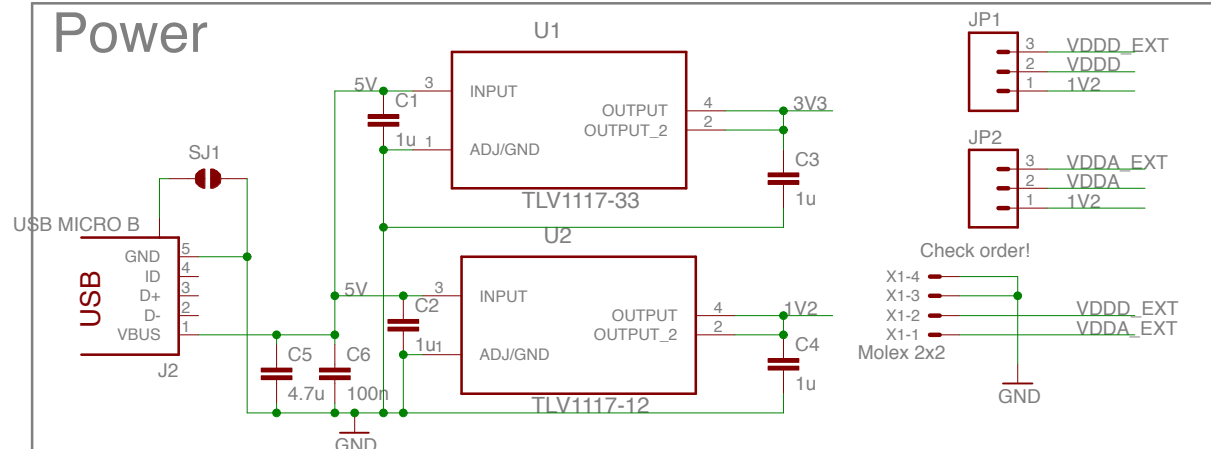 Power
U1
5V
3
INPUT
C1
1u
1
ADJ/GND
OUTPUT
4
3V3
OUTPUT_2
2
C3
1u
TLV1117-33
SJ1
USB MICRO B
USB
GND
5
ID
4
D+
3
D-
2
VBUS
1
J2
C5
4.7u
C6
100n
GND
U2
5V
3
INPUT
C2
1u
1
ADJ/GND
OUTPUT
4
1V2
OUTPUT_2
2
C4
1u
TLV1117-12
JP1
3
VDDD_EXT
2
VDDD
1
1V2
JP2
3
VDDA_EXT
2
VDDA
1
1V2
Check order!
X1-4
X1-3
X1-2
VDDD_EXT
X1-1
VDDA_EXT
Molex 2x2
GND